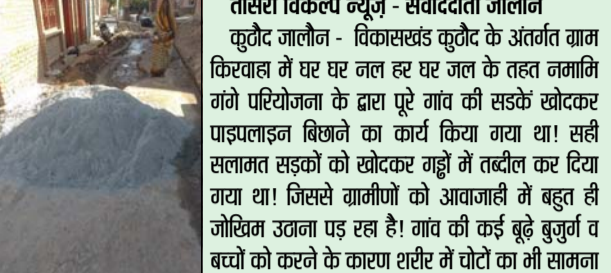 तीसरा विकल्प न्यूज़ - संवाददाता जालौन
कुठौद जालौन - विकासखंड कुठौद के अंतर्गत ग्राम
किरवाहा में घर घर नल हर घर जल के तहत नमामि
गंगे परियोजना के द्वारा पूरे गांव की सडकें खोदकर
पाइपलाइन बिछाने का कार्य किया गया था! सही
सलामत सड़कों को खोदकर गड्ढों में तब्दील कर दिया
गया था! जिससे ग्रामीणों को आवाजाही में बहुत ही
जोखिम उठाना पड़ रहा है! गांव की कई बूढ़े बुजुर्ग व
बच्चों को करने के कारण शरीर में चोटों का भी सामना